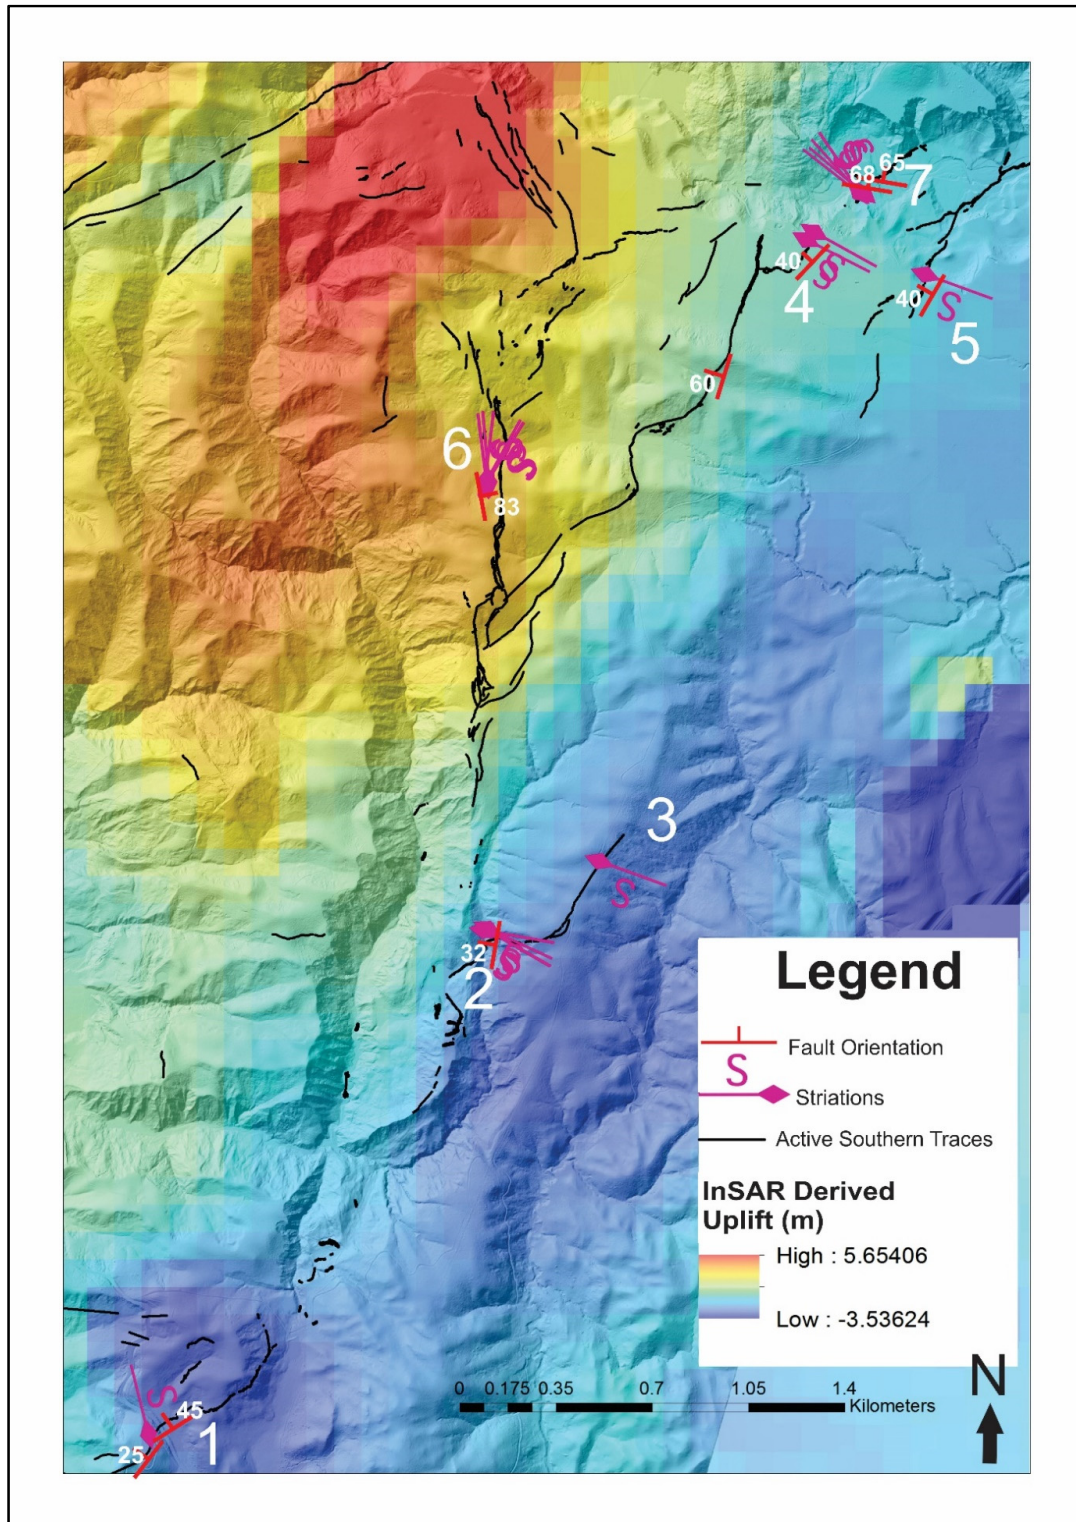 65
68
7
40
4
40
5
60
6
83
3
32
2
Legend
Fault Orientation
S
Striations
Active Southern Traces
InSAR Derived
Uplift (m)
High : 5.65406
Low : -3.53624
N
0 0.175 0.35 0.7 1.05 1.4
Kilometers
S
S
S
S
S
45
25
1